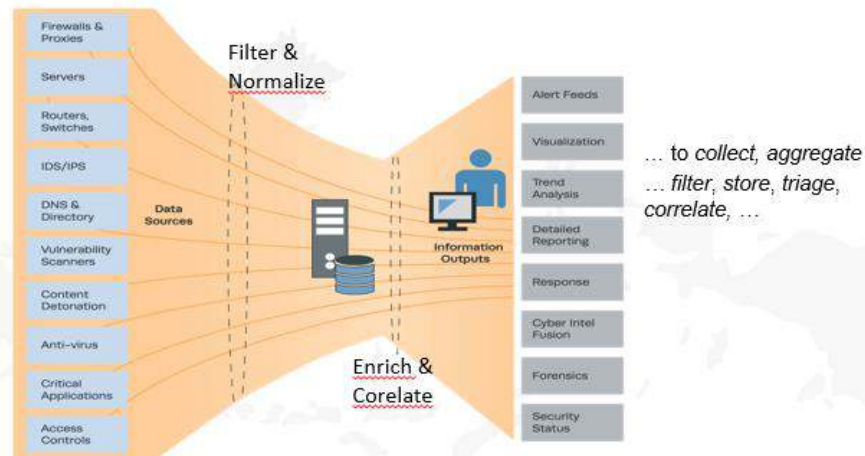 Firewalls &
Proxies
Servers
Routers,
Switches
IDS/IPS
DNS &
Directory
Vulnerability
Scanners
Content
Detonation
Anti-virus
Critical
Applications
Access
Controls
Data
Sources
Filter &
Normalize
Enrich &
Corelate
Information
Outputs
Alert Feeds
Visualization
Trend
Analysis
Detailed
Reporting
Response
Cyber Intel
Fusion
Forensics
Security
Status
... to collect, aggregate
... filter, store, triage,
correlate, ...